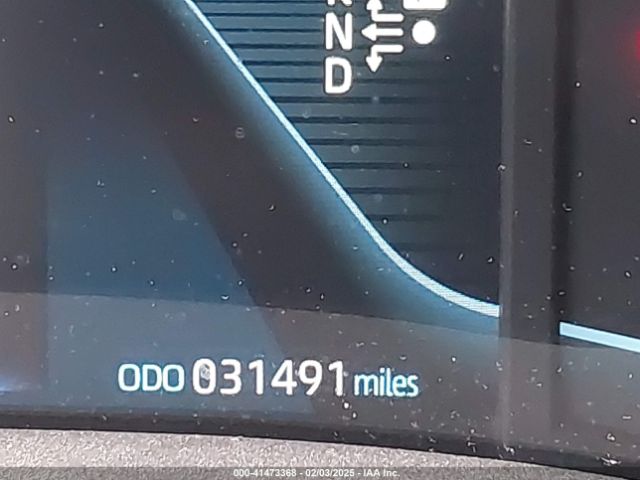 N
D
ODO 031491 miles
000-41473368 - 02/03/2025 - IAA Inc.